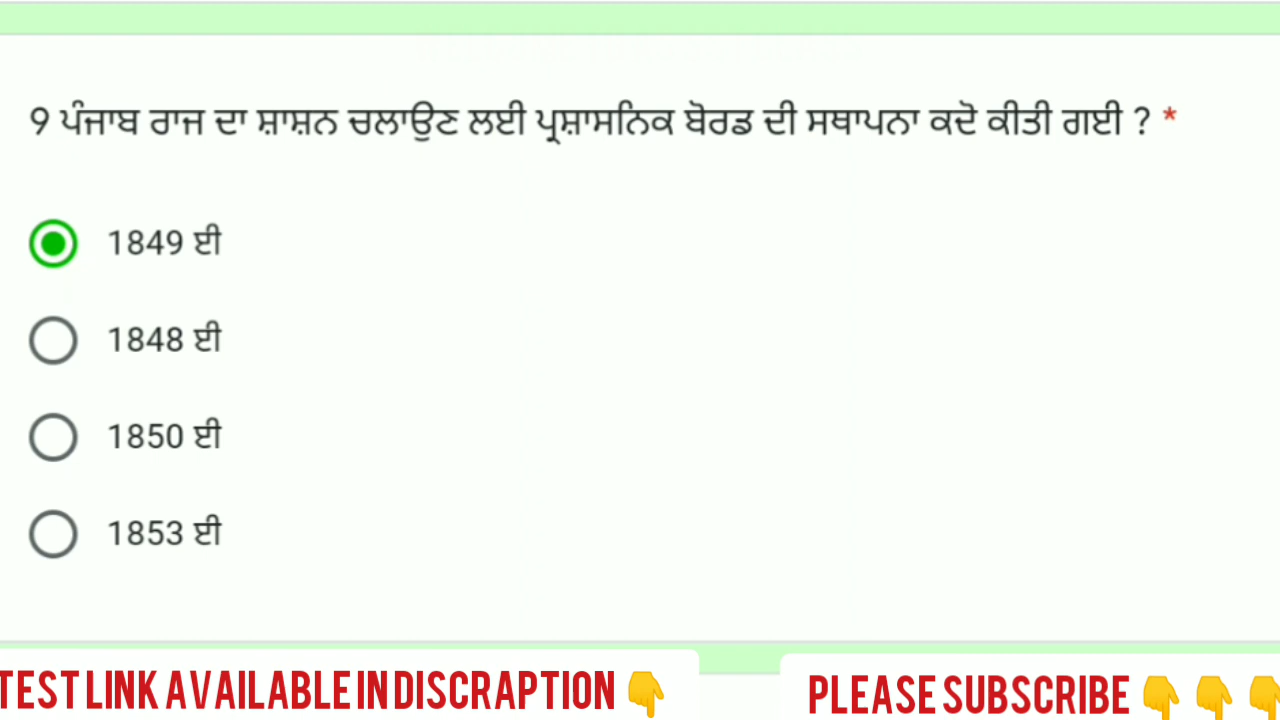 9 ਪੰਜਾਬ ਰਾਜ ਦਾ ਸ਼ਾਸ਼ਨ ਚਲਾਉਣ ਲਈ ਪ੍ਰਸ਼ਾਸਨਿਕ ਬੋਰਡ ਦੀ ਸਥਾਪਨਾ ਕਦੋ ਕੀਤੀ ਗਈ ? *
1849 ਈ
1848 ਈ
1850 ਈ
1853 ਈ
TEST LINK AVAILABLE IN DISCRAPTION 👇
PLEASE SUBSCRIBE 👇 👇 👇